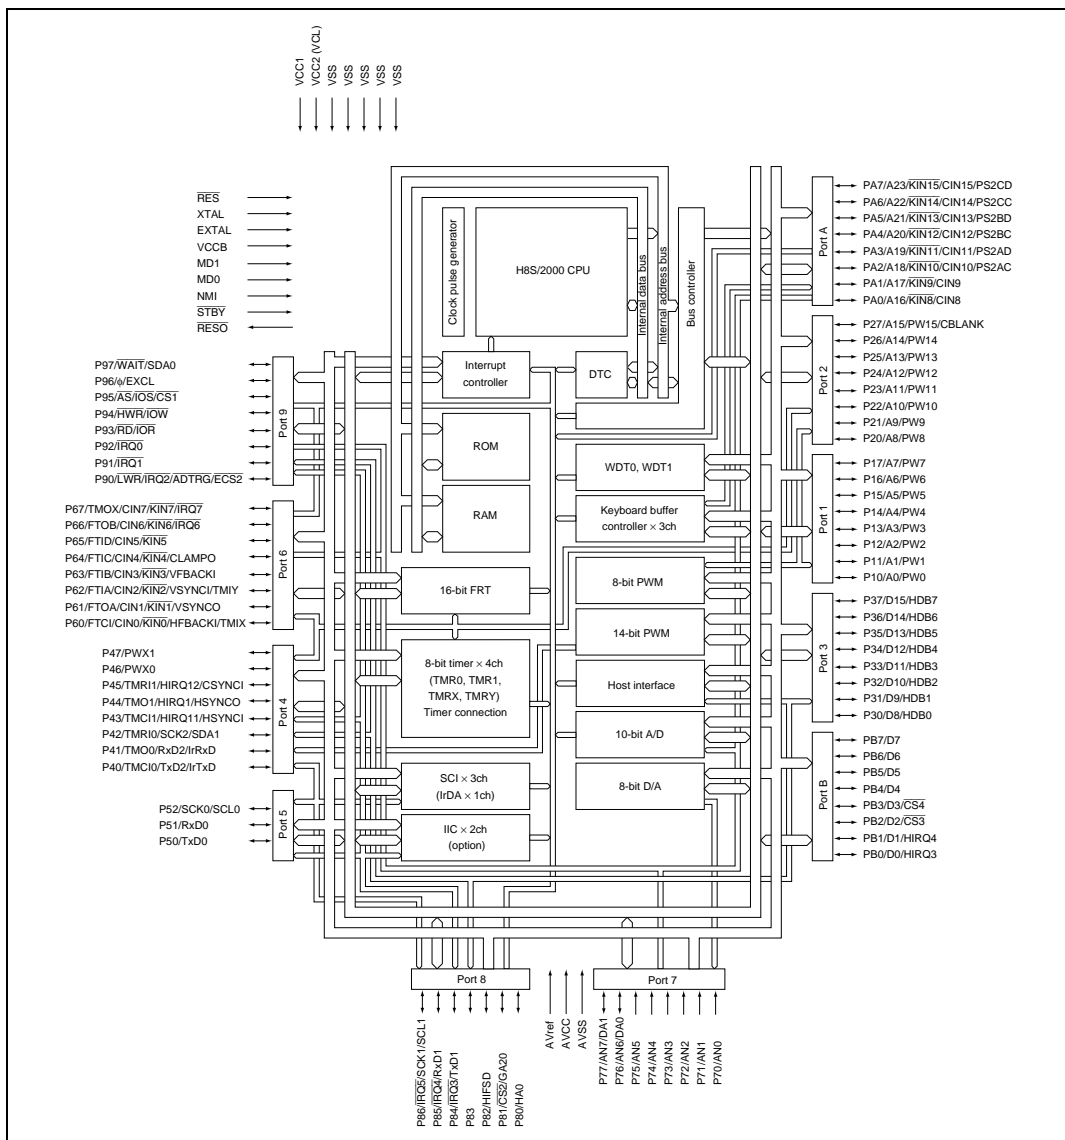 VCC1
VCC2 (VCL)
VSS
VSS
VSS
VSS
VSS
RES
XTAL
EXTAL
VCCB
MD1
MD0
NMI
STBY
RESO
P97/WAIT/SDA0
P96/φ/EXCL
P95/AS/IOS/CS1
P94/HWR/IOW
P93/RD/IOR
P92/IRQ0
P91/IRQ1
P90/LWR/IRQ2/ADTRG/ECS2
Port 9
P67/TMOX/CIN7/KIN7/IRQ7
P66/FTOB/CIN6/KIN6/IRQ6
P65/FTID/CIN5/KIN5
P64/FTIC/CIN4/KIN4/CLAMPO
P63/FTIB/CIN3/KIN3/VFBACKI
P62/FTIA/CIN2/KIN2/VSYNCI/TMIY
P61/FTOA/CIN1/KIN1/VSYNCO
P60/FTCI/CIN0/KIN0/HFBACKI/TMIX
Port 6
P47/PWX1
P46/PWX0
P45/TMRI1/HIRQ12/CSYNCI
P44/TMO1/HIRQ1/HSYNCO
P43/TMCI1/HIRQ11/HSYNCI
P42/TMRI0/SCK2/SDA1
P41/TMO0/RxD2/IrRxD
P40/TMCI0/TxD2/IrTxD
Port 4
P52/SCK0/SCL0
P51/RxD0
P50/TxD0
Port 5
Clock pulse generator
H8S/2000 CPU
Internal data bus
Internal address bus
Bus controller
Interrupt
controller
DTC
ROM
RAM
WDT0, WDT1
Keyboard buffer
controller × 3ch
16-bit FRT
8-bit PWM
14-bit PWM
8-bit timer × 4ch
(TMR0, TMR1,
TMRX, TMRY)
Timer connection
Host interface
10-bit A/D
SCI × 3ch
(IrDA × 1ch)
8-bit D/A
IIC × 2ch
(option)
Port A
PA7/A23/KIN15/CIN15/PS2CD
PA6/A22/KIN14/CIN14/PS2CC
PA5/A21/KIN13/CIN13/PS2BD
PA4/A20/KIN12/CIN12/PS2BC
PA3/A19/KIN11/CIN11/PS2AD
PA2/A18/KIN10/CIN10/PS2AC
PA1/A17/KIN9/CIN9
PA0/A16/KIN8/CIN8
Port 2
P27/A15/PW15/CBLANK
P26/A14/PW14
P25/A13/PW13
P24/A12/PW12
P23/A11/PW11
P22/A10/PW10
P21/A9/PW9
P20/A8/PW8
Port 1
P17/A7/PW7
P16/A6/PW6
P15/A5/PW5
P14/A4/PW4
P13/A3/PW3
P12/A2/PW2
P11/A1/PW1
P10/A0/PW0
Port 3
P37/D15/HDB7
P36/D14/HDB6
P35/D13/HDB5
P34/D12/HDB4
P33/D11/HDB3
P32/D10/HDB2
P31/D9/HDB1
P30/D8/HDB0
Port B
PB7/D7
PB6/D6
PB5/D5
PB4/D4
PB3/D3/CS4
PB2/D2/CS3
PB1/D1/HIRQ4
PB0/D0/HIRQ3
Port 8
P86/IRQ5/SCK1/SCL1
P85/IRQ4/RxD1
P84/IRQ3/TxD1
P83
P82/HIFSD
P81/CS2/GA20
P80/HA0
AVref
AVCC
AVSS
Port 7
P77/AN7/DA1
P76/AN6/DA0
P75/AN5
P74/AN4
P73/AN3
P72/AN2
P71/AN1
P70/AN0